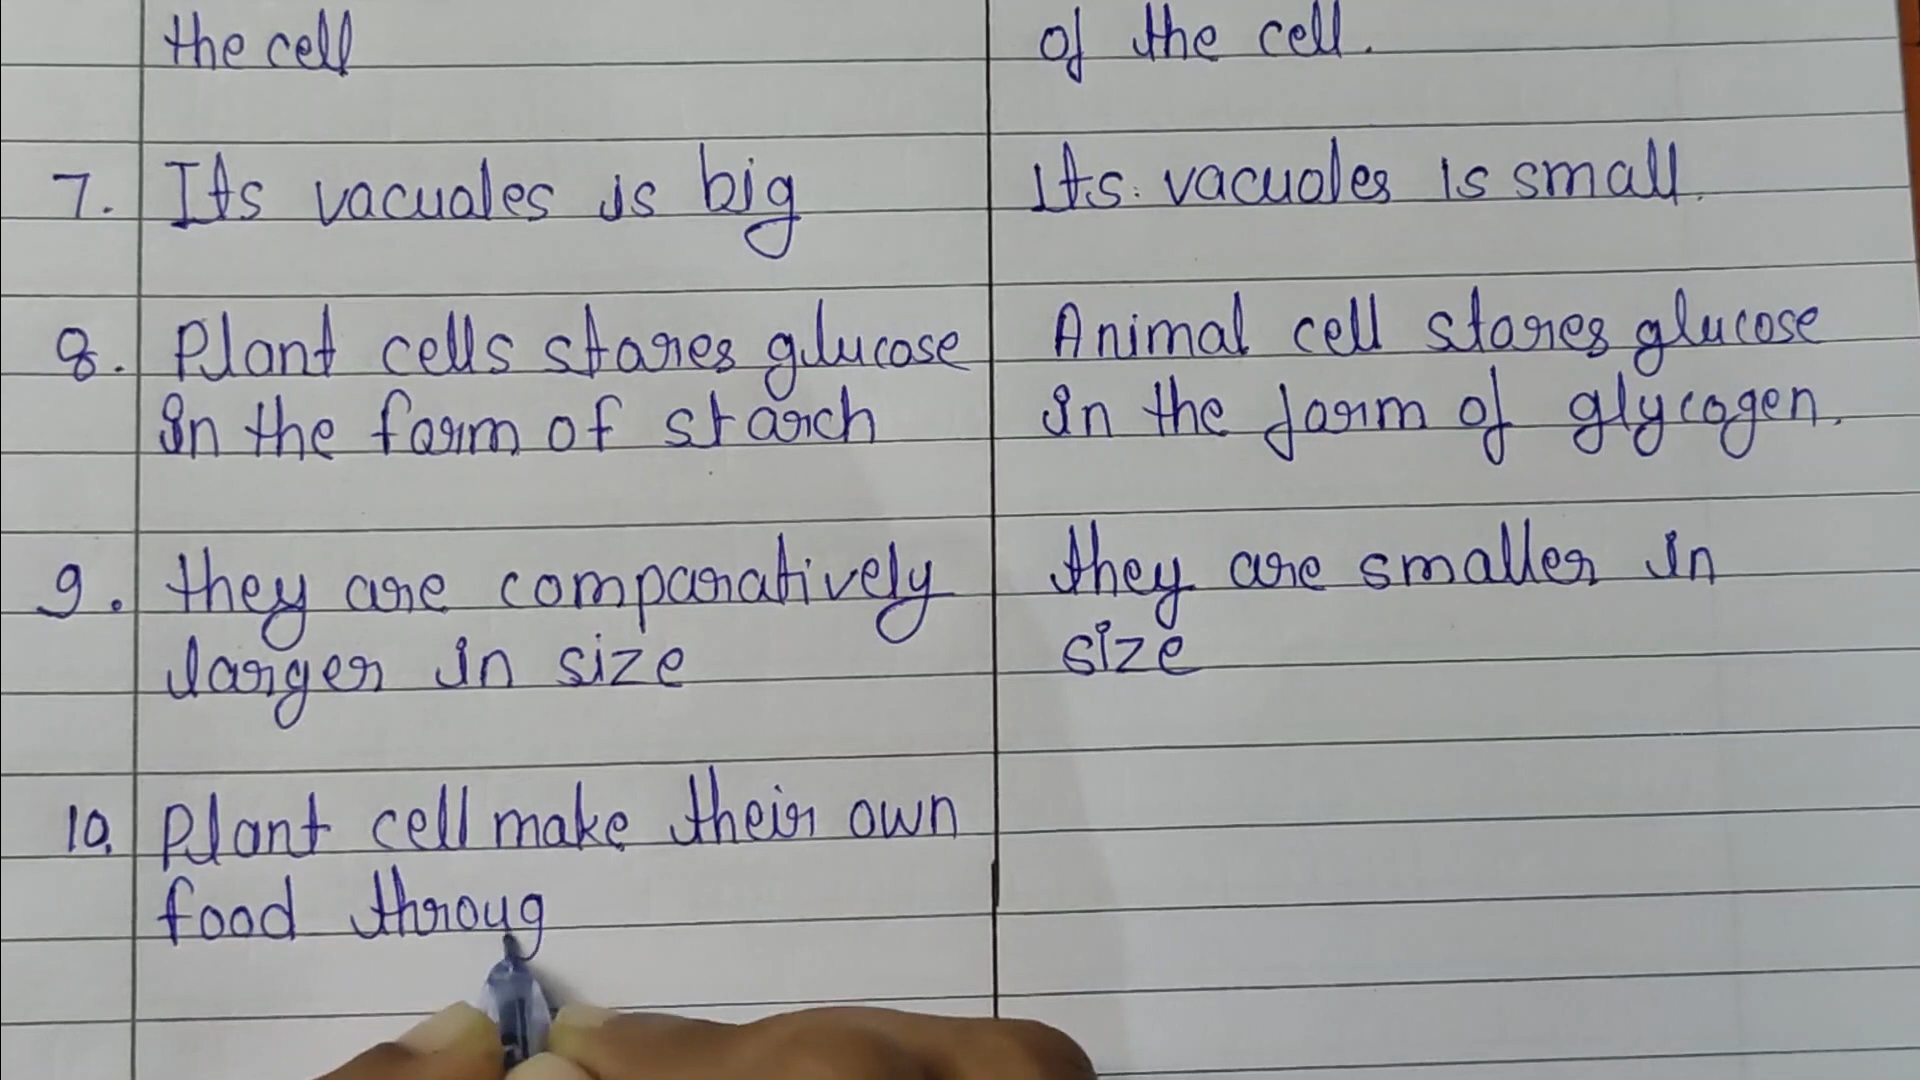 the cell
of the cell.
7. Its vacuoles is big
Its. vacuoles is small.
8. Plant cells stores glucose
in the form of starch
Animal cell stores glucose
in the form of glycogen.
9. they are comparatively
larger in size
they are smaller in
size
10. Plant cell make their own
food throug